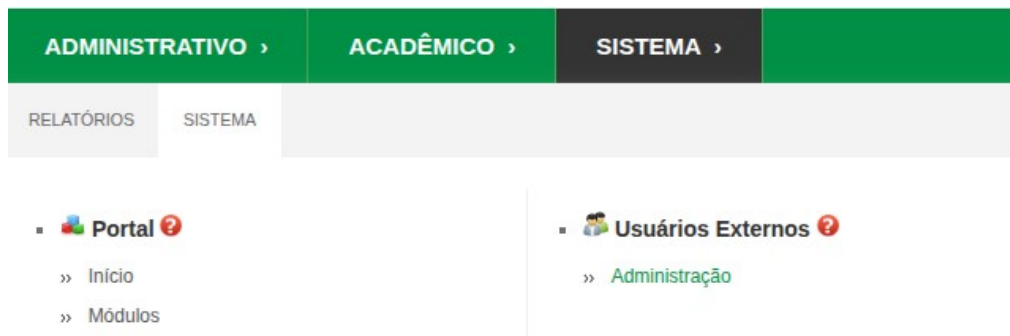 ADMINISTRATIVO › ACADÊMICO › SISTEMA ›
RELATÓRIOS SISTEMA
Portal
Usuários Externos
›› Início
›› Administração
›› Módulos